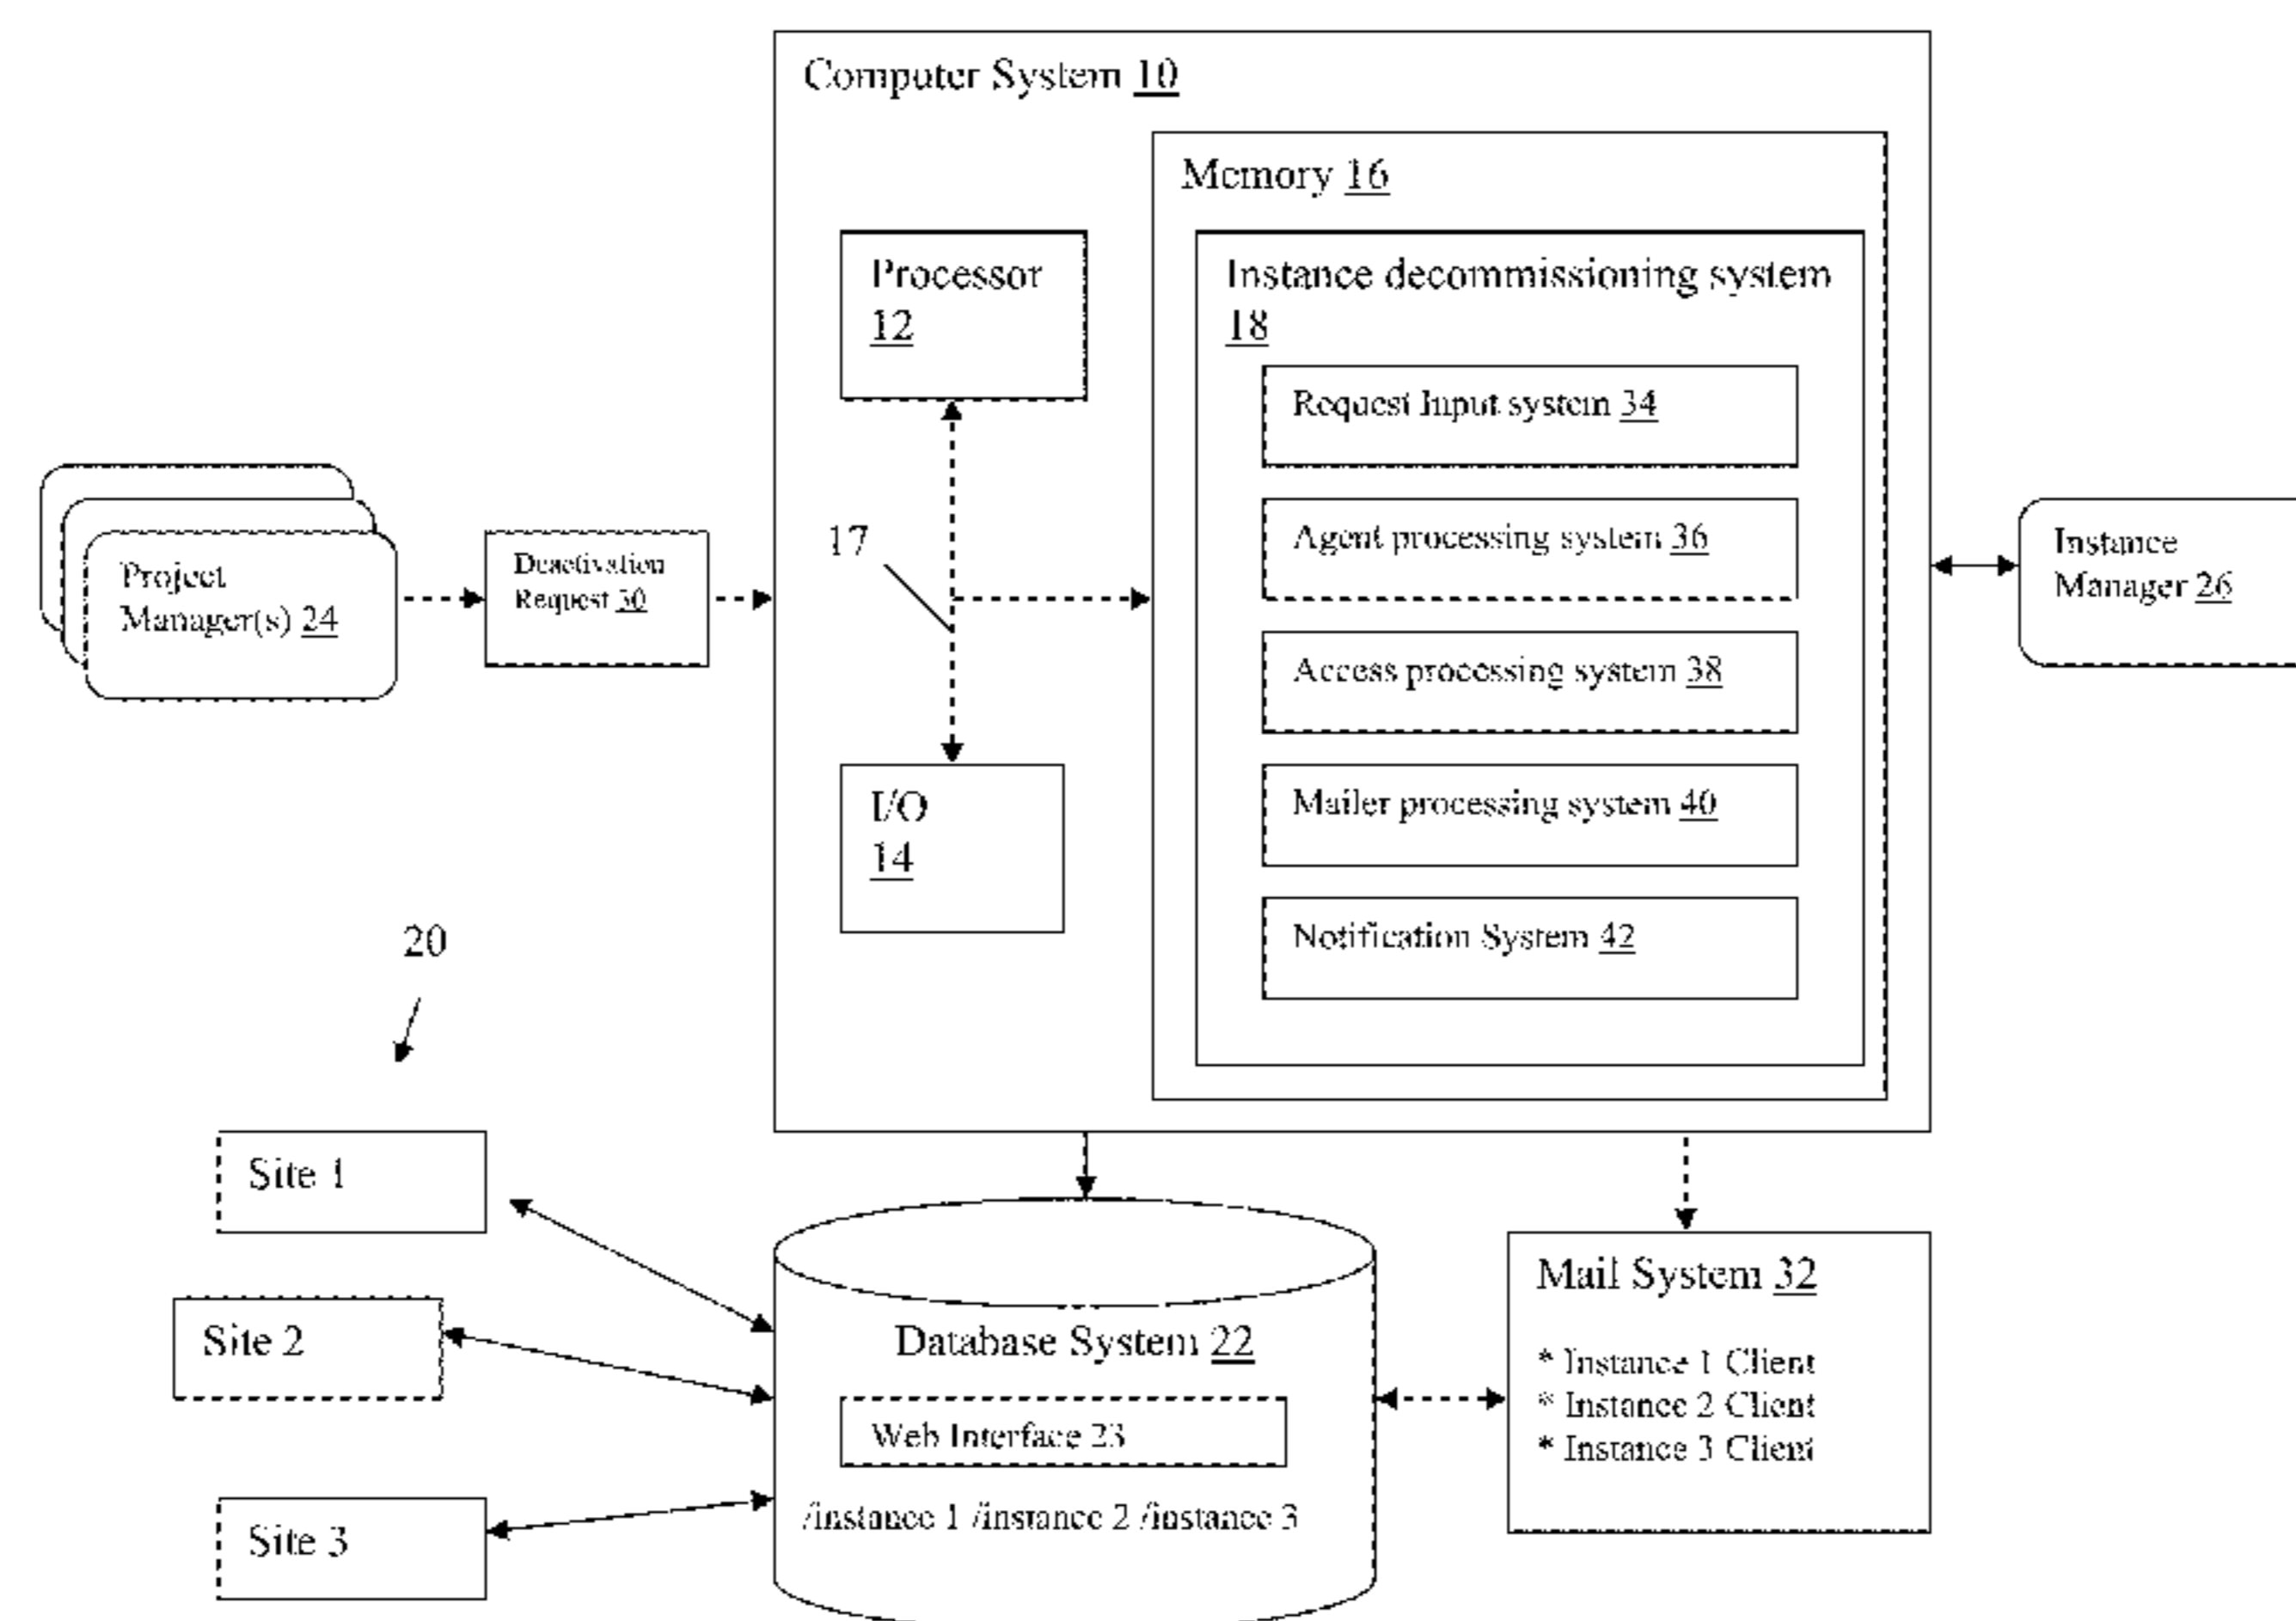 Computer System 10
Memory 16
Processor
12
Instance decommissioning system
18
Request Input system 34
Agent processing system 36
Access processing system 38
Mailer processing system 40
Notification System 42
17
I/O
14
Project
Manager(s) 24
Deactivation
Request 30
Instance
Manager 26
20
Site 1
Site 2
Site 3
Database System 22
Web Interface 23
/instance 1 /instance 2 /instance 3
Mail System 32
* Instance 1 Client
* Instance 2 Client
* Instance 3 Client